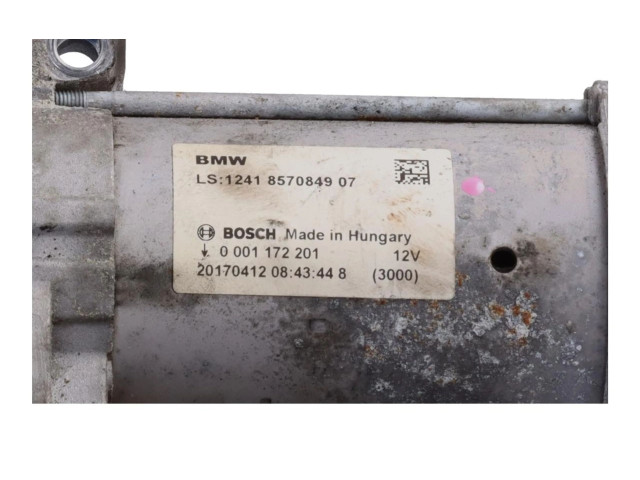 BMW
LS:1241 8570849 07
BOSCH Made in Hungary
0 001 172 201 12V
20170412 08:43:44 8 (3000)